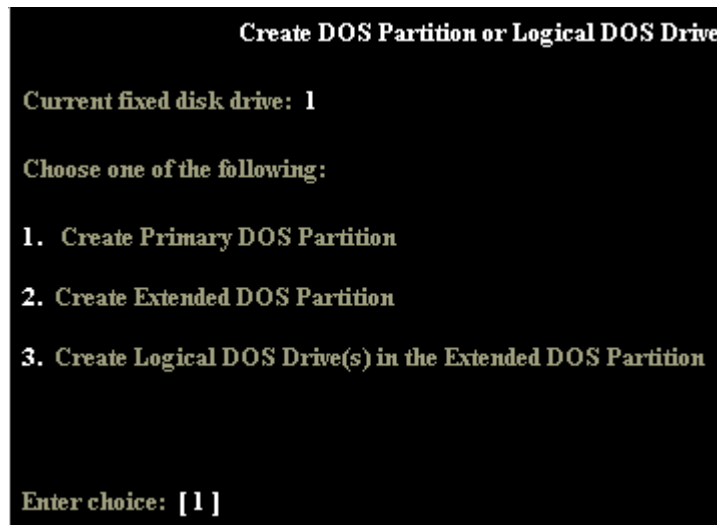 Create DOS Partition or Logical DOS Drive
Current fixed disk drive: 1
Choose one of the following:
1. Create Primary DOS Partition
2. Create Extended DOS Partition
3. Create Logical DOS Drive(s) in the Extended DOS Partition
Enter choice: [1]